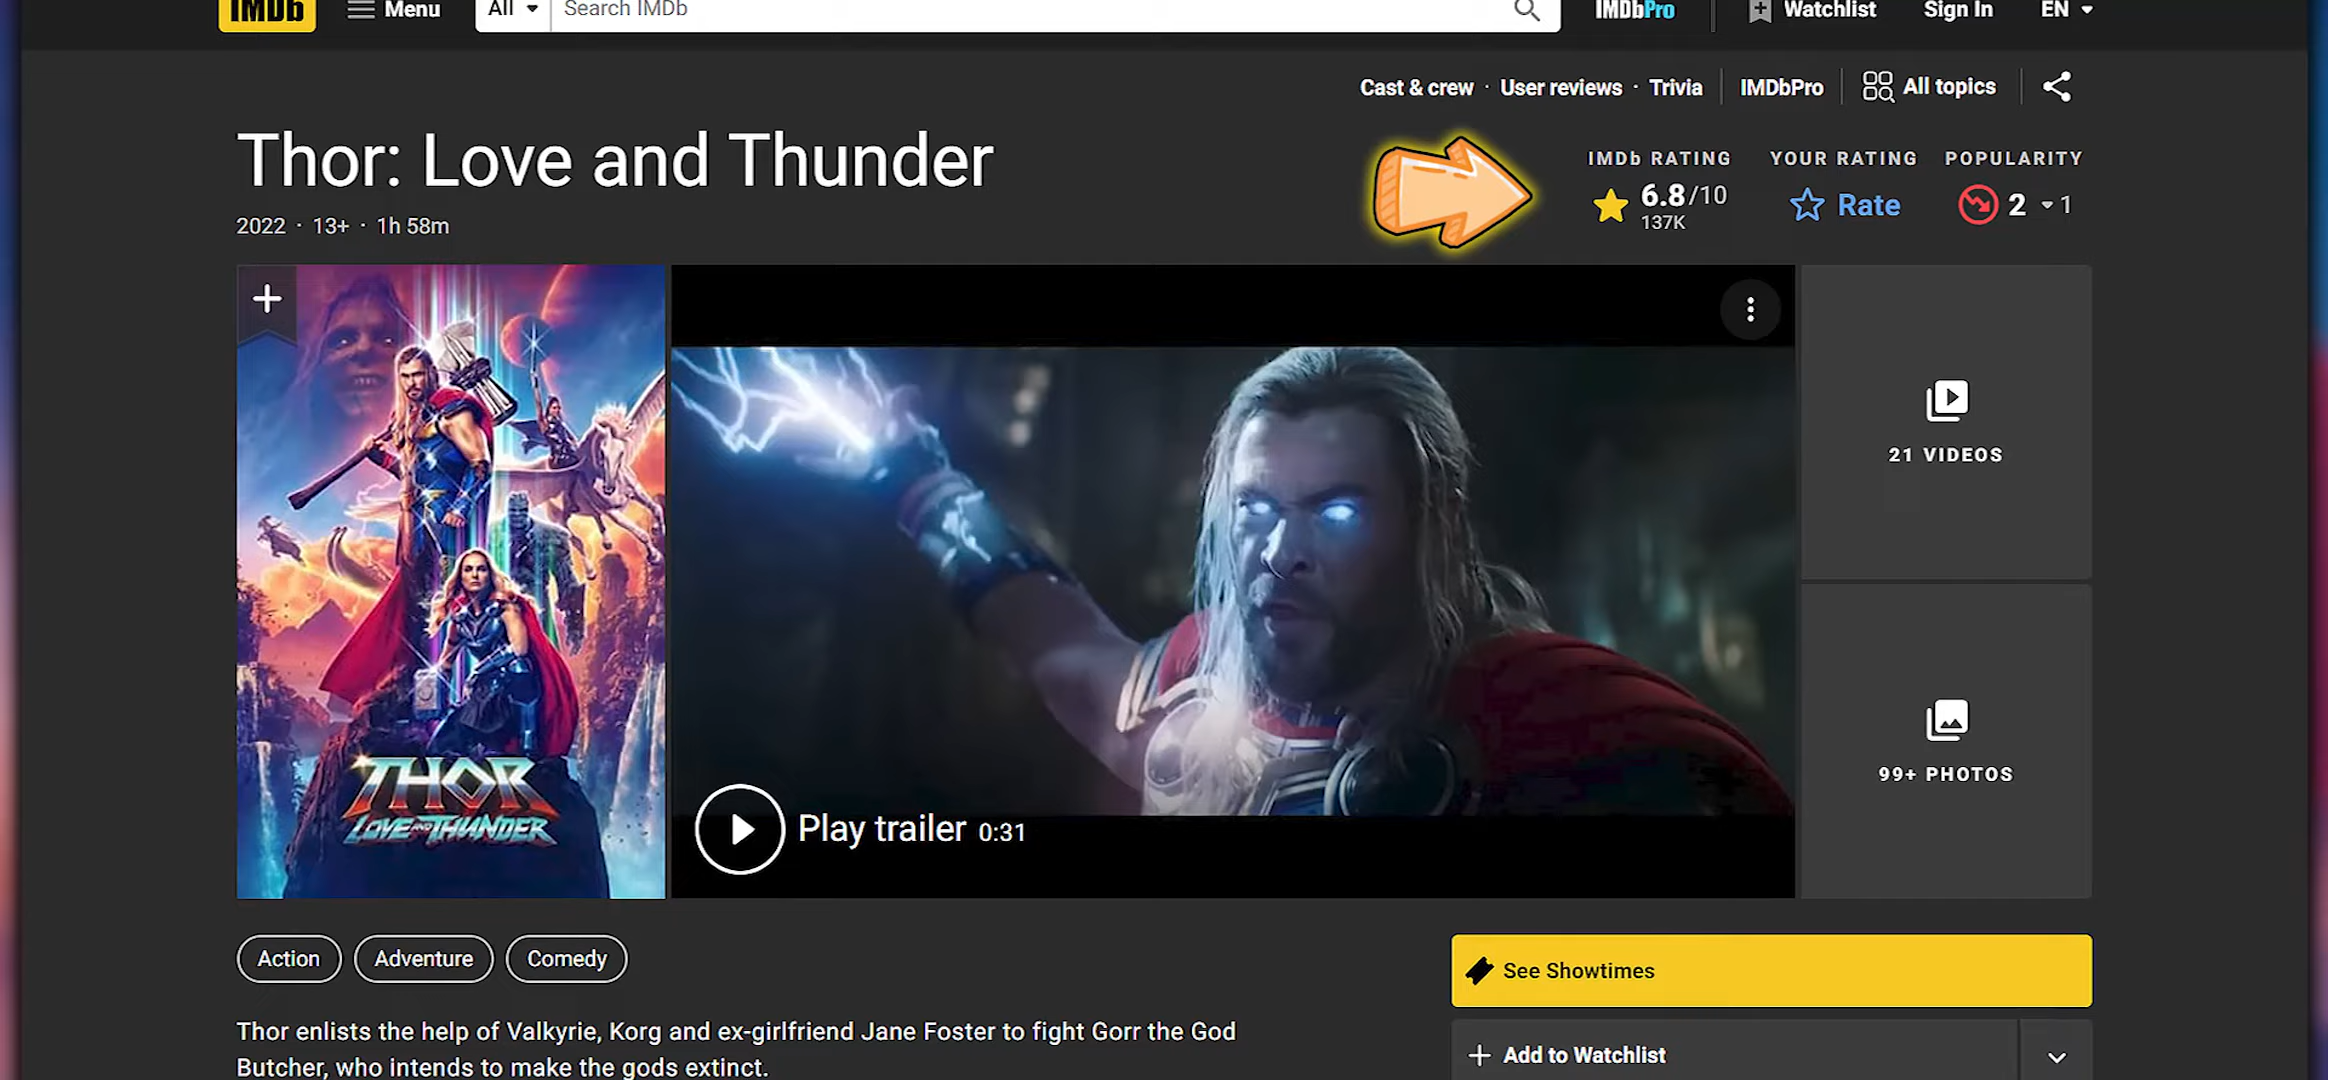 IMDb Menu All Search IMDb IMDbPro Watchlist Sign In EN
Cast & crew · User reviews · Trivia IMDbPro All topics
Thor: Love and Thunder
2022 · 13+ · 1h 58m
IMDb RATING YOUR RATING POPULARITY
6.8/10 Rate 2 1
137K
THOR
LOVE AND THUNDER
Play trailer 0:31
21 VIDEOS
99+ PHOTOS
Action Adventure Comedy
Thor enlists the help of Valkyrie, Korg and ex-girlfriend Jane Foster to fight Gorr the God
Butcher, who intends to make the gods extinct.
See Showtimes
Add to Watchlist